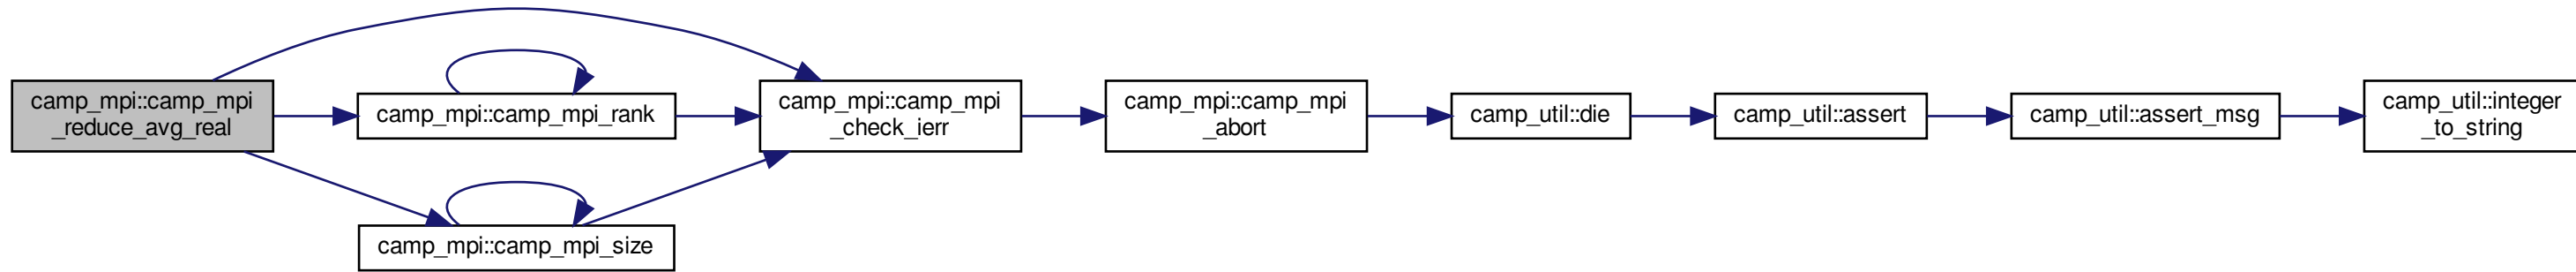 camp_mpi::camp_mpi
_reduce_avg_real
camp_mpi::camp_mpi_rank
camp_mpi::camp_mpi_size
camp_mpi::camp_mpi
_check_ierr
camp_mpi::camp_mpi
_abort
camp_util::die
camp_util::assert
camp_util::assert_msg
camp_util::integer
_to_string